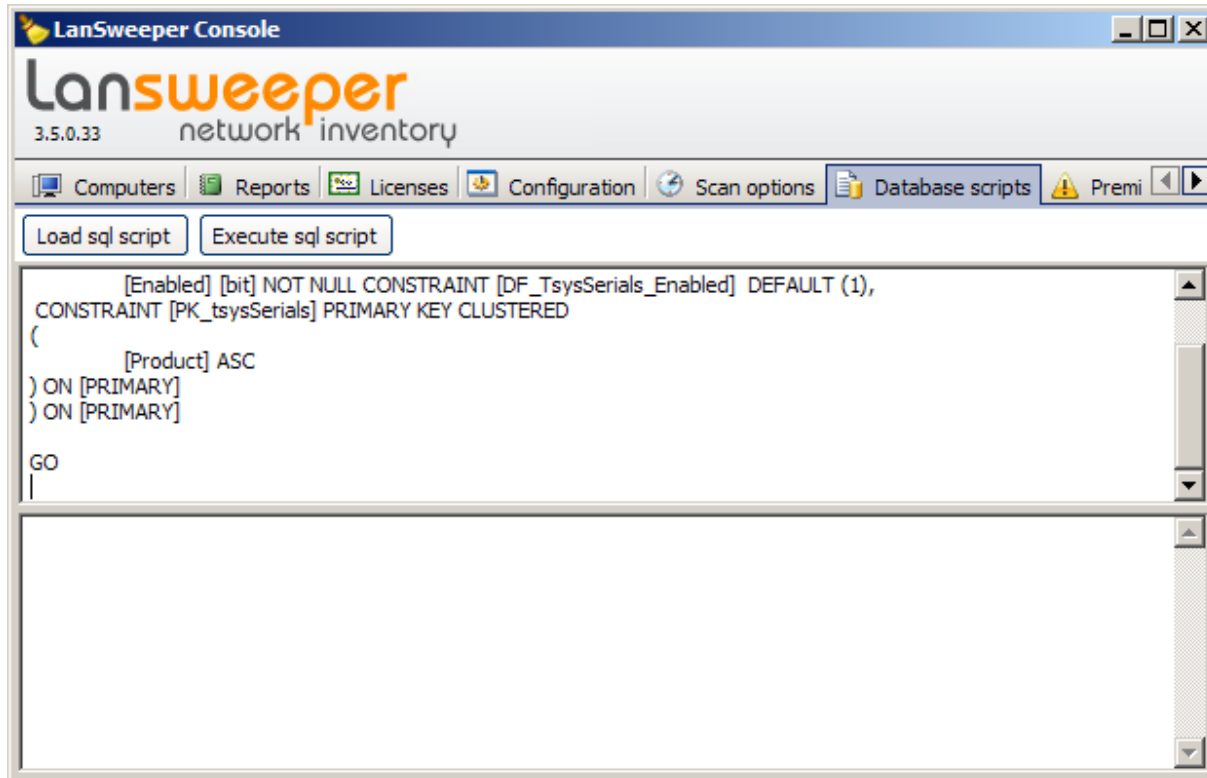 LanSweeper Console
Lansweeper
3.5.0.33 network inventory
Computers Reports Licenses Configuration Scan options Database scripts Premi
Load sql script Execute sql script
[Enabled] [bit] NOT NULL CONSTRAINT [DF_TsysSerials_Enabled]  DEFAULT (1),
CONSTRAINT [PK_tsysSerials] PRIMARY KEY CLUSTERED
(
[Product] ASC
) ON [PRIMARY]
) ON [PRIMARY]
GO